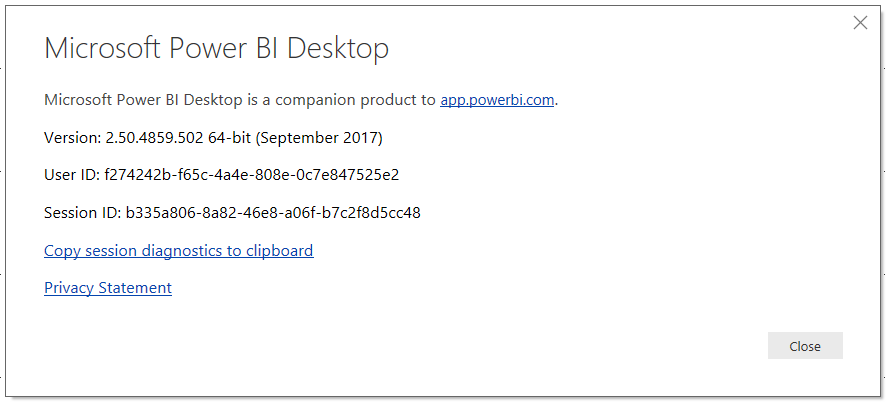 Microsoft Power BI Desktop
Microsoft Power BI Desktop is a companion product to app.powerbi.com.
Version: 2.50.4859.502 64-bit (September 2017)
User ID: f274242b-f65c-4a4e-808e-0c7e847525e2
Session ID: b335a806-8a82-46e8-a06f-b7c2f8d5cc48
Copy session diagnostics to clipboard
Privacy Statement
Close